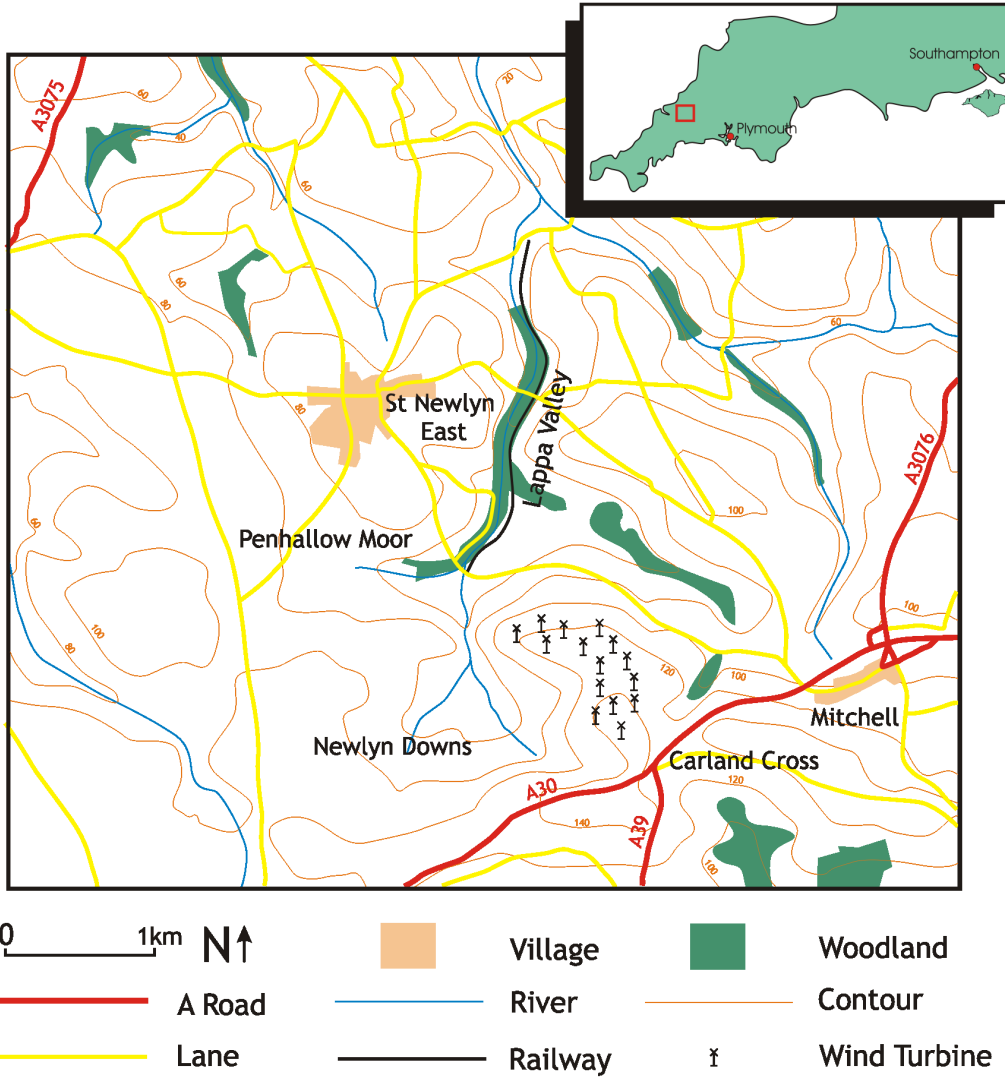 Southampton
Plymouth
A3075
20
60
40
60
60
80
60
St Newlyn
East
80
Lappa Valley
A3076
100
60
Penhallow Moor
100
100
80
120
100
Mitchell
Newlyn Downs
Carland Cross
A30
120
140
A39
100
0
1km
N
Village
Woodland
A Road
River
Contour
Lane
Railway
Wind Turbine